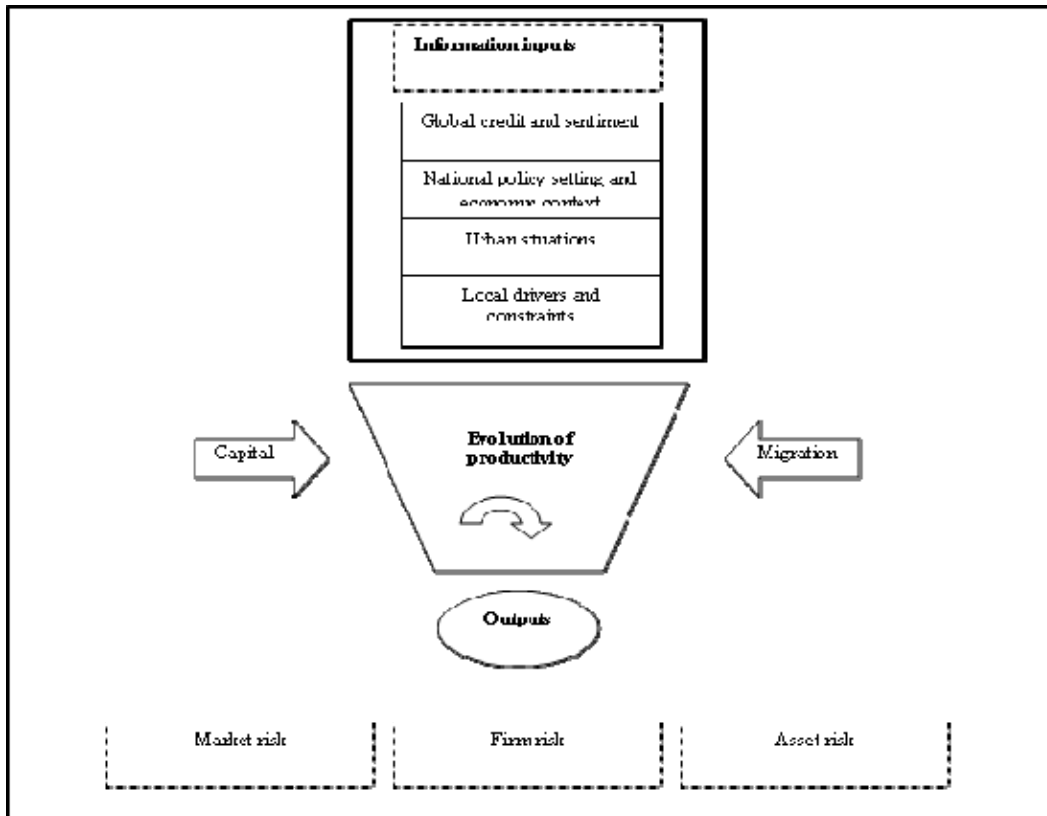 Information inputs
Global credit and sentiment
National policy setting and
economic context
Urban situations
Local drivers and
constraints
Evolution of
productivity
Capital
Migration
Outputs
Market risk
Firm risk
Asset risk